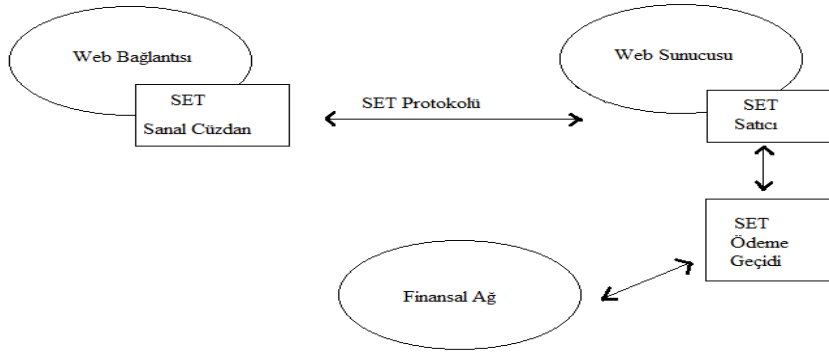 Web Bağlantısı
SET
Sanal Cüzdan
SET Protokolü
Web Sunucusu
SET
Satıcı
SET
Ödeme
Geçidi
Finansal Ağ